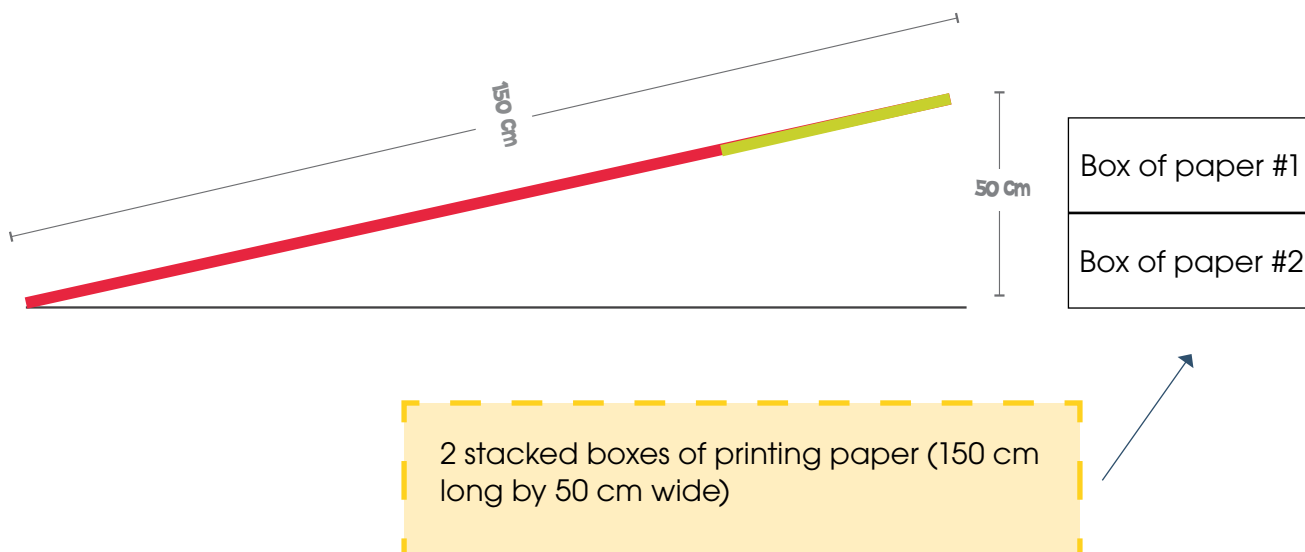 150 cm
50 cm
Box of paper #1
Box of paper #2
2 stacked boxes of printing paper (150 cm
long by 50 cm wide)